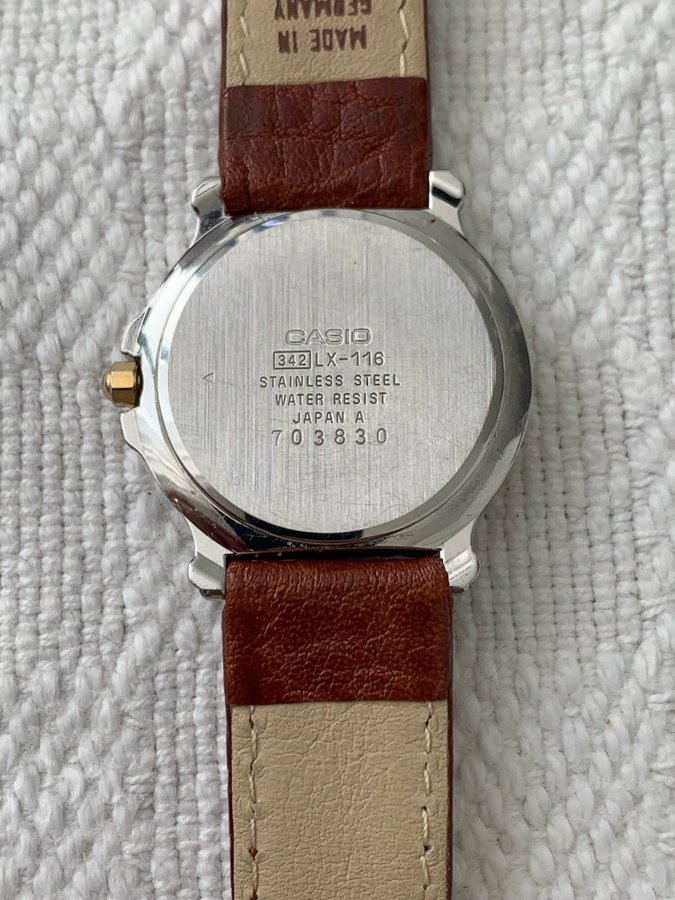 MADE IN
GERMANY
CASIO
342 LX-116
STAINLESS STEEL
WATER RESIST
JAPAN A
703830